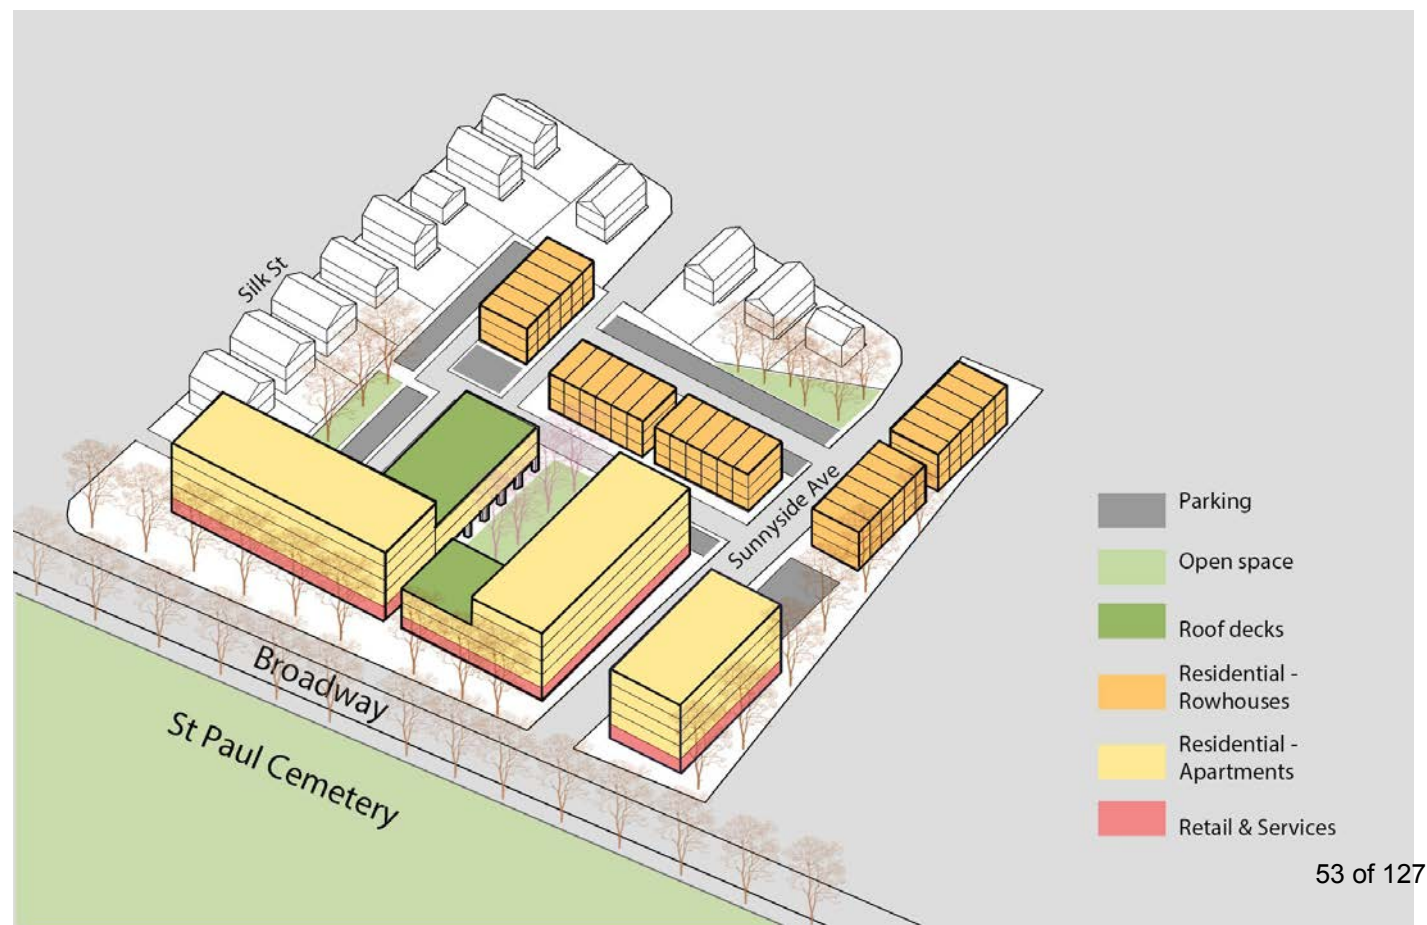 Silk St
Sunnyside Ave
Broadway
St Paul Cemetery
Parking
Open space
Roof decks
Residential -
Rowhouses
Residential -
Apartments
Retail & Services
53 of 127